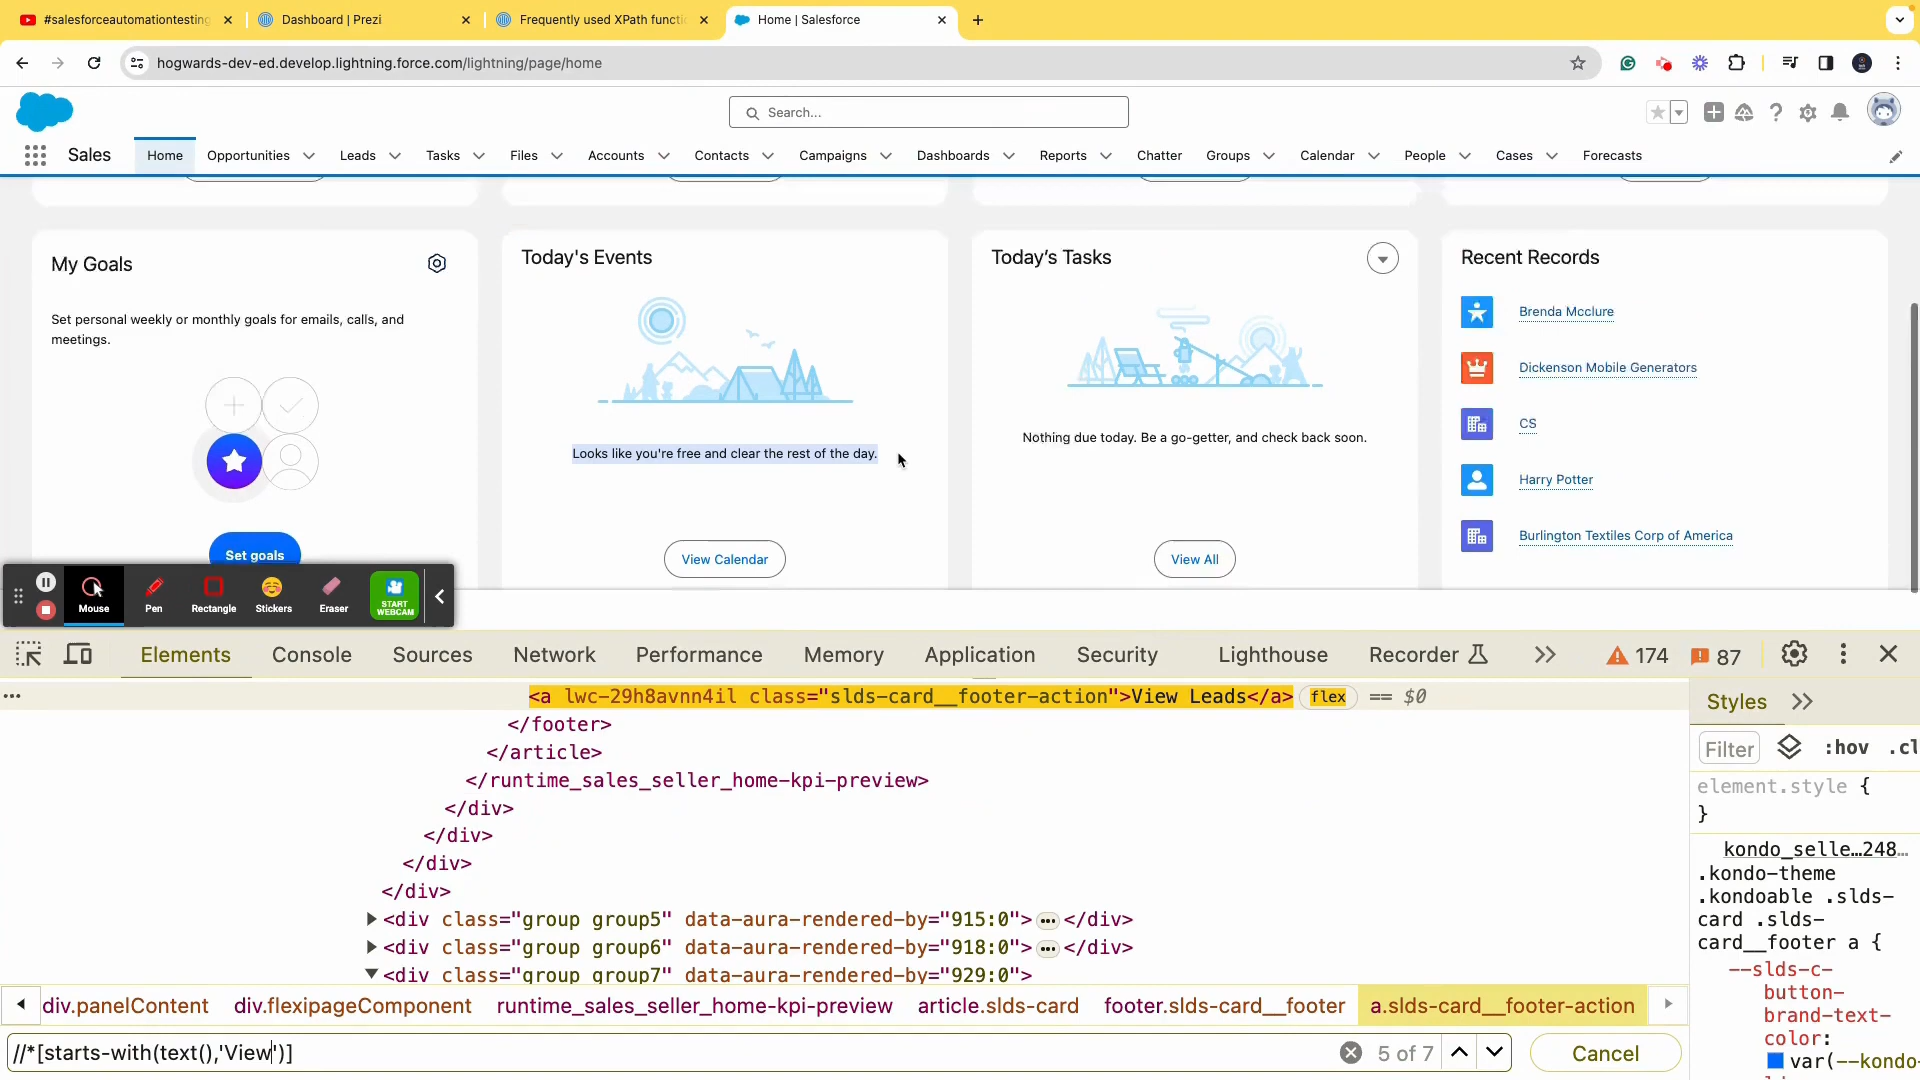 #salesforceautomationtesting
Dashboard | Prezi
Frequently used XPath functi
Home | Salesforce
hogwards-dev-ed.develop.lightning.force.com/lightning/page/home
Search...
Sales
Home
Opportunities
Leads
Tasks
Files
Accounts
Contacts
Campaigns
Dashboards
Reports
Chatter
Groups
Calendar
People
Cases
Forecasts
My Goals
Set personal weekly or monthly goals for emails, calls, and
meetings.
Set goals
Today's Events
Looks like you're free and clear the rest of the day.
View Calendar
Today’s Tasks
Nothing due today. Be a go-getter, and check back soon.
View All
Recent Records
Brenda Mcclure
Dickenson Mobile Generators
CS
Harry Potter
Burlington Textiles Corp of America
Mouse
Pen
Rectangle
Stickers
Eraser
START
WEBCAM
Elements
Console
Sources
Network
Performance
Memory
Application
Security
Lighthouse
Recorder
174
87
<a lwc-29h8avnn4il class="slds-card__footer-action">View Leads</a> flex == $0
</footer>
</article>
</runtime_sales_seller_home-kpi-preview>
</div>
</div>
</div>
</div>
<div class="group group5" data-aura-rendered-by="915:0"> … </div>
<div class="group group6" data-aura-rendered-by="918:0"> … </div>
<div class="group group7" data-aura-rendered-by="929:0">
Styles
Filter
:hov
.cl
element.style {
}
kondo_selle…248…
.kondo-theme
.kondoable .slds-
card .slds-
card__footer a {
--slds-c-
button-
brand-text-
color:
var(--kondo-
div.panelContent
div.flexipageComponent
runtime_sales_seller_home-kpi-preview
article.slds-card
footer.slds-card__footer
a.slds-card__footer-action
//*[starts-with(text(),'View')]
5 of 7
Cancel